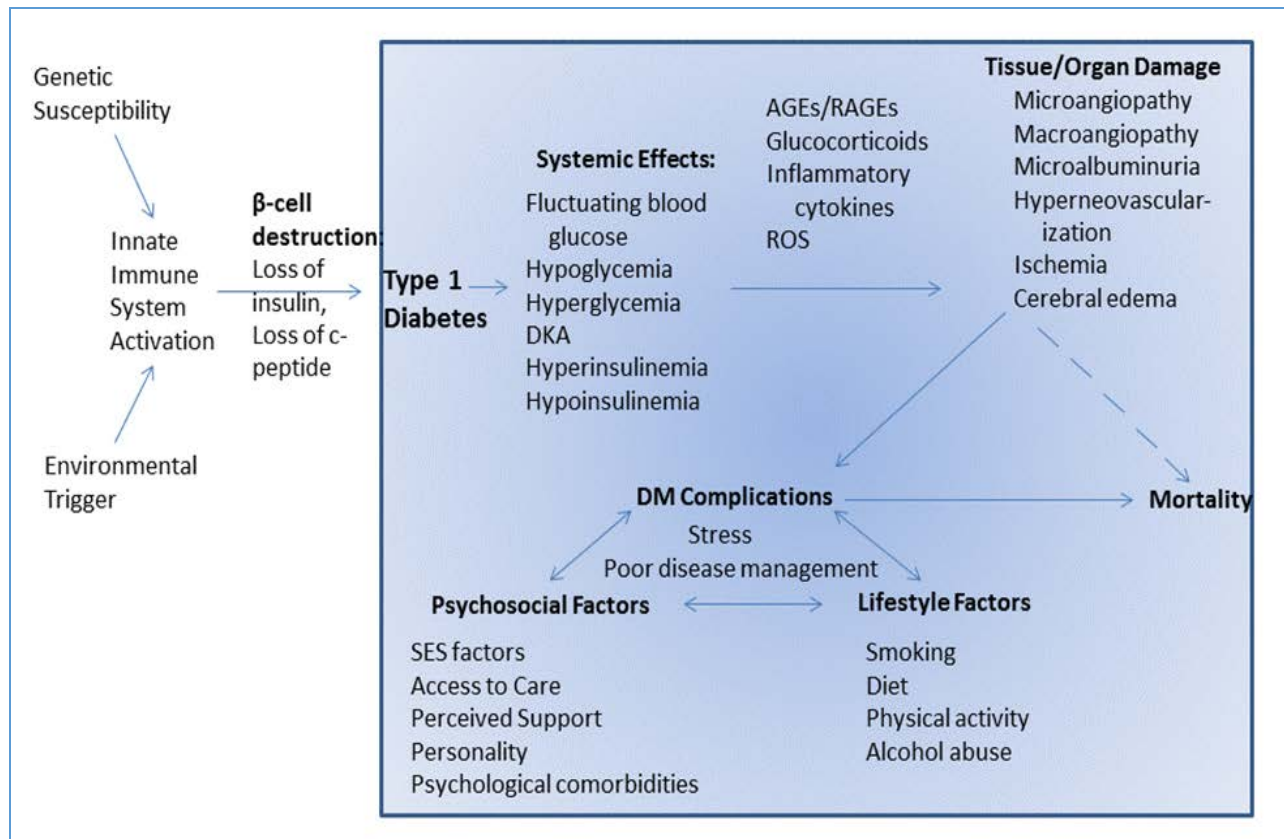 Genetic
Susceptibility
Innate
Immune
System
Activation
Environmental
Trigger
β-cell
destruction:
Loss of
insulin,
Loss of c-
peptide
Type 1
Diabetes
Systemic Effects:
Fluctuating blood
glucose
Hypoglycemia
Hyperglycemia
DKA
Hyperinsulinemia
Hypoinsulinemia
AGEs/RAGEs
Glucocorticoids
Inflammatory
cytokines
ROS
Tissue/Organ Damage
Microangiopathy
Macroangiopathy
Microalbuminuria
Hyperneovascular-
ization
Ischemia
Cerebral edema
DM Complications
Stress
Poor disease management
Mortality
Psychosocial Factors
SES factors
Access to Care
Perceived Support
Personality
Psychological comorbidities
Lifestyle Factors
Smoking
Diet
Physical activity
Alcohol abuse